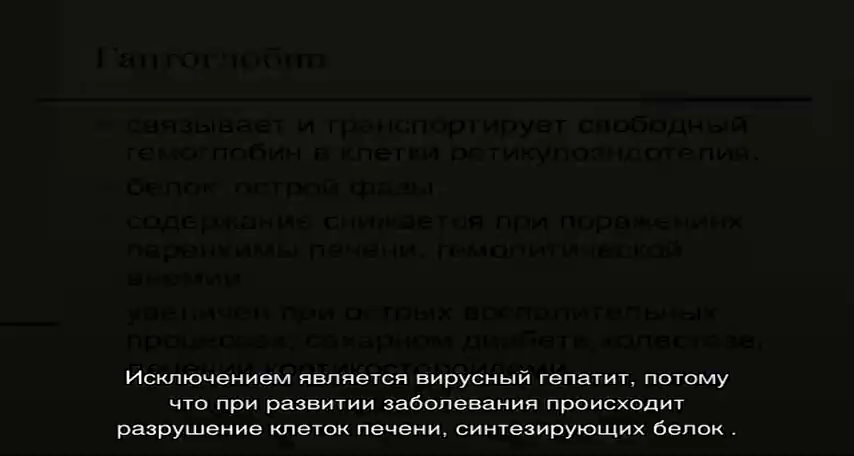 Гаптоглобин
связывает и транспортирует свободный
гемоглобин в клетки ретикулоэндотелия.
белок острой фазы.
содержание снижается при поражениях
паренхимы печени, гемолитической
анемии
увеличен при острых воспалительных
процессах, сахарном диабете, холестазе,
лечении кортикостероидами
Исключением является вирусный гепатит, потому
что при развитии заболевания происходит
разрушение клеток печени, синтезирующих белок .